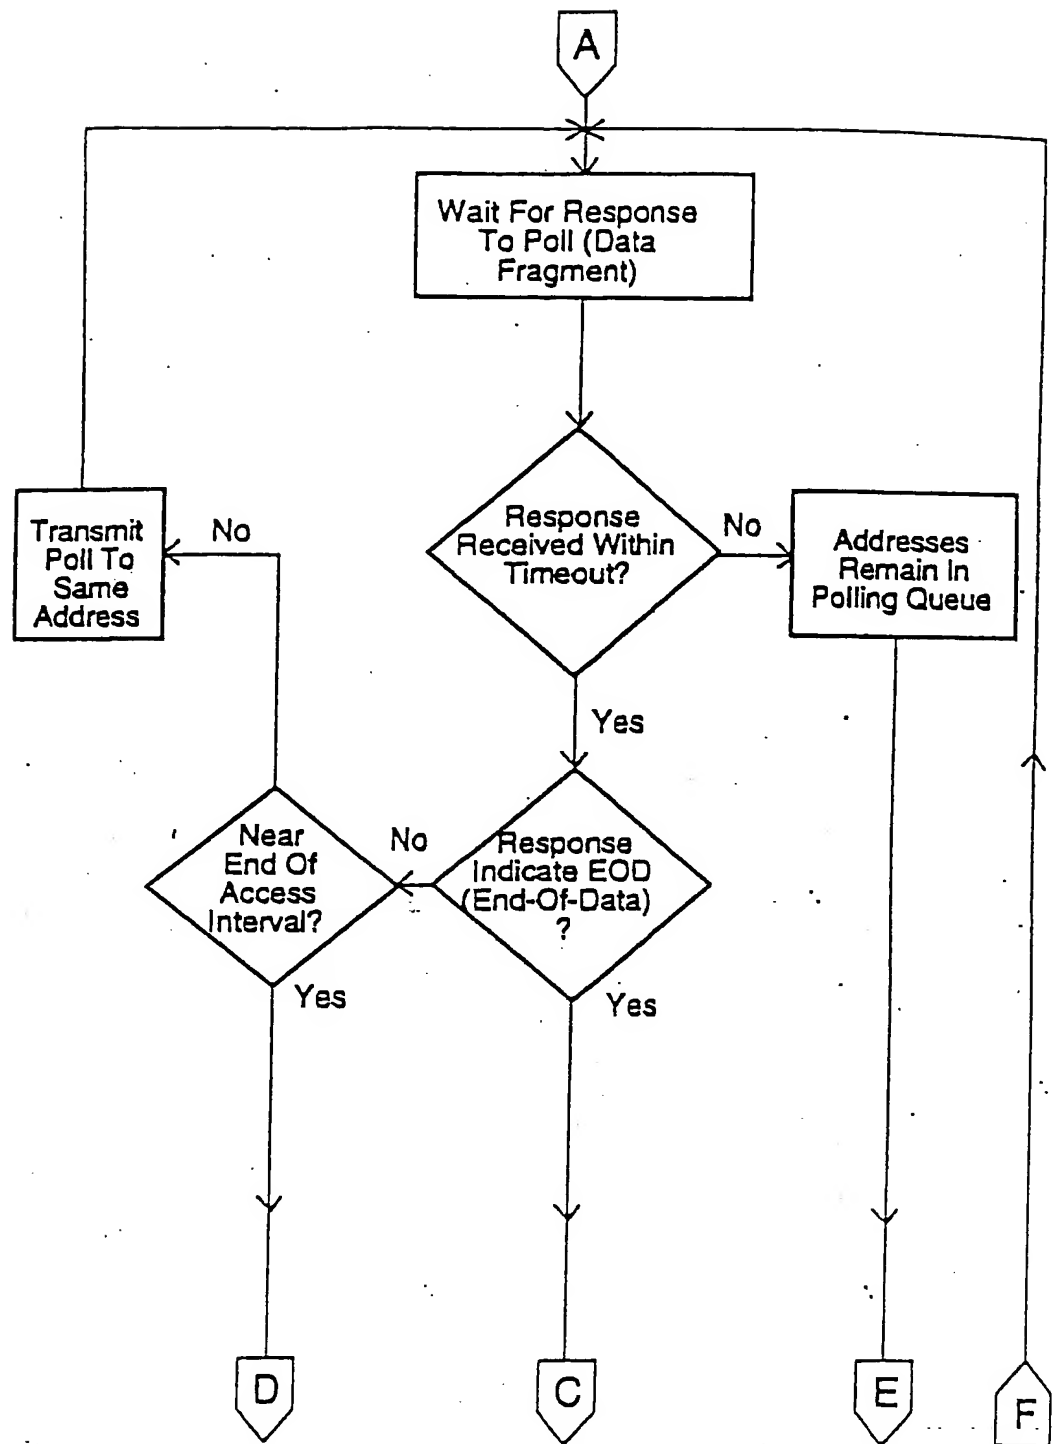 A
Wait For Response
To Poll (Data
Fragment)
Response
Received Within
Timeout?
No
Addresses
Remain In
Polling Queue
Transmit
Poll To
Same
Address
No
Yes
Near
End Of
Access
Interval?
No
Response
Indicate EOD
(End-Of-Data)
?
Yes
Yes
D
C
E
F